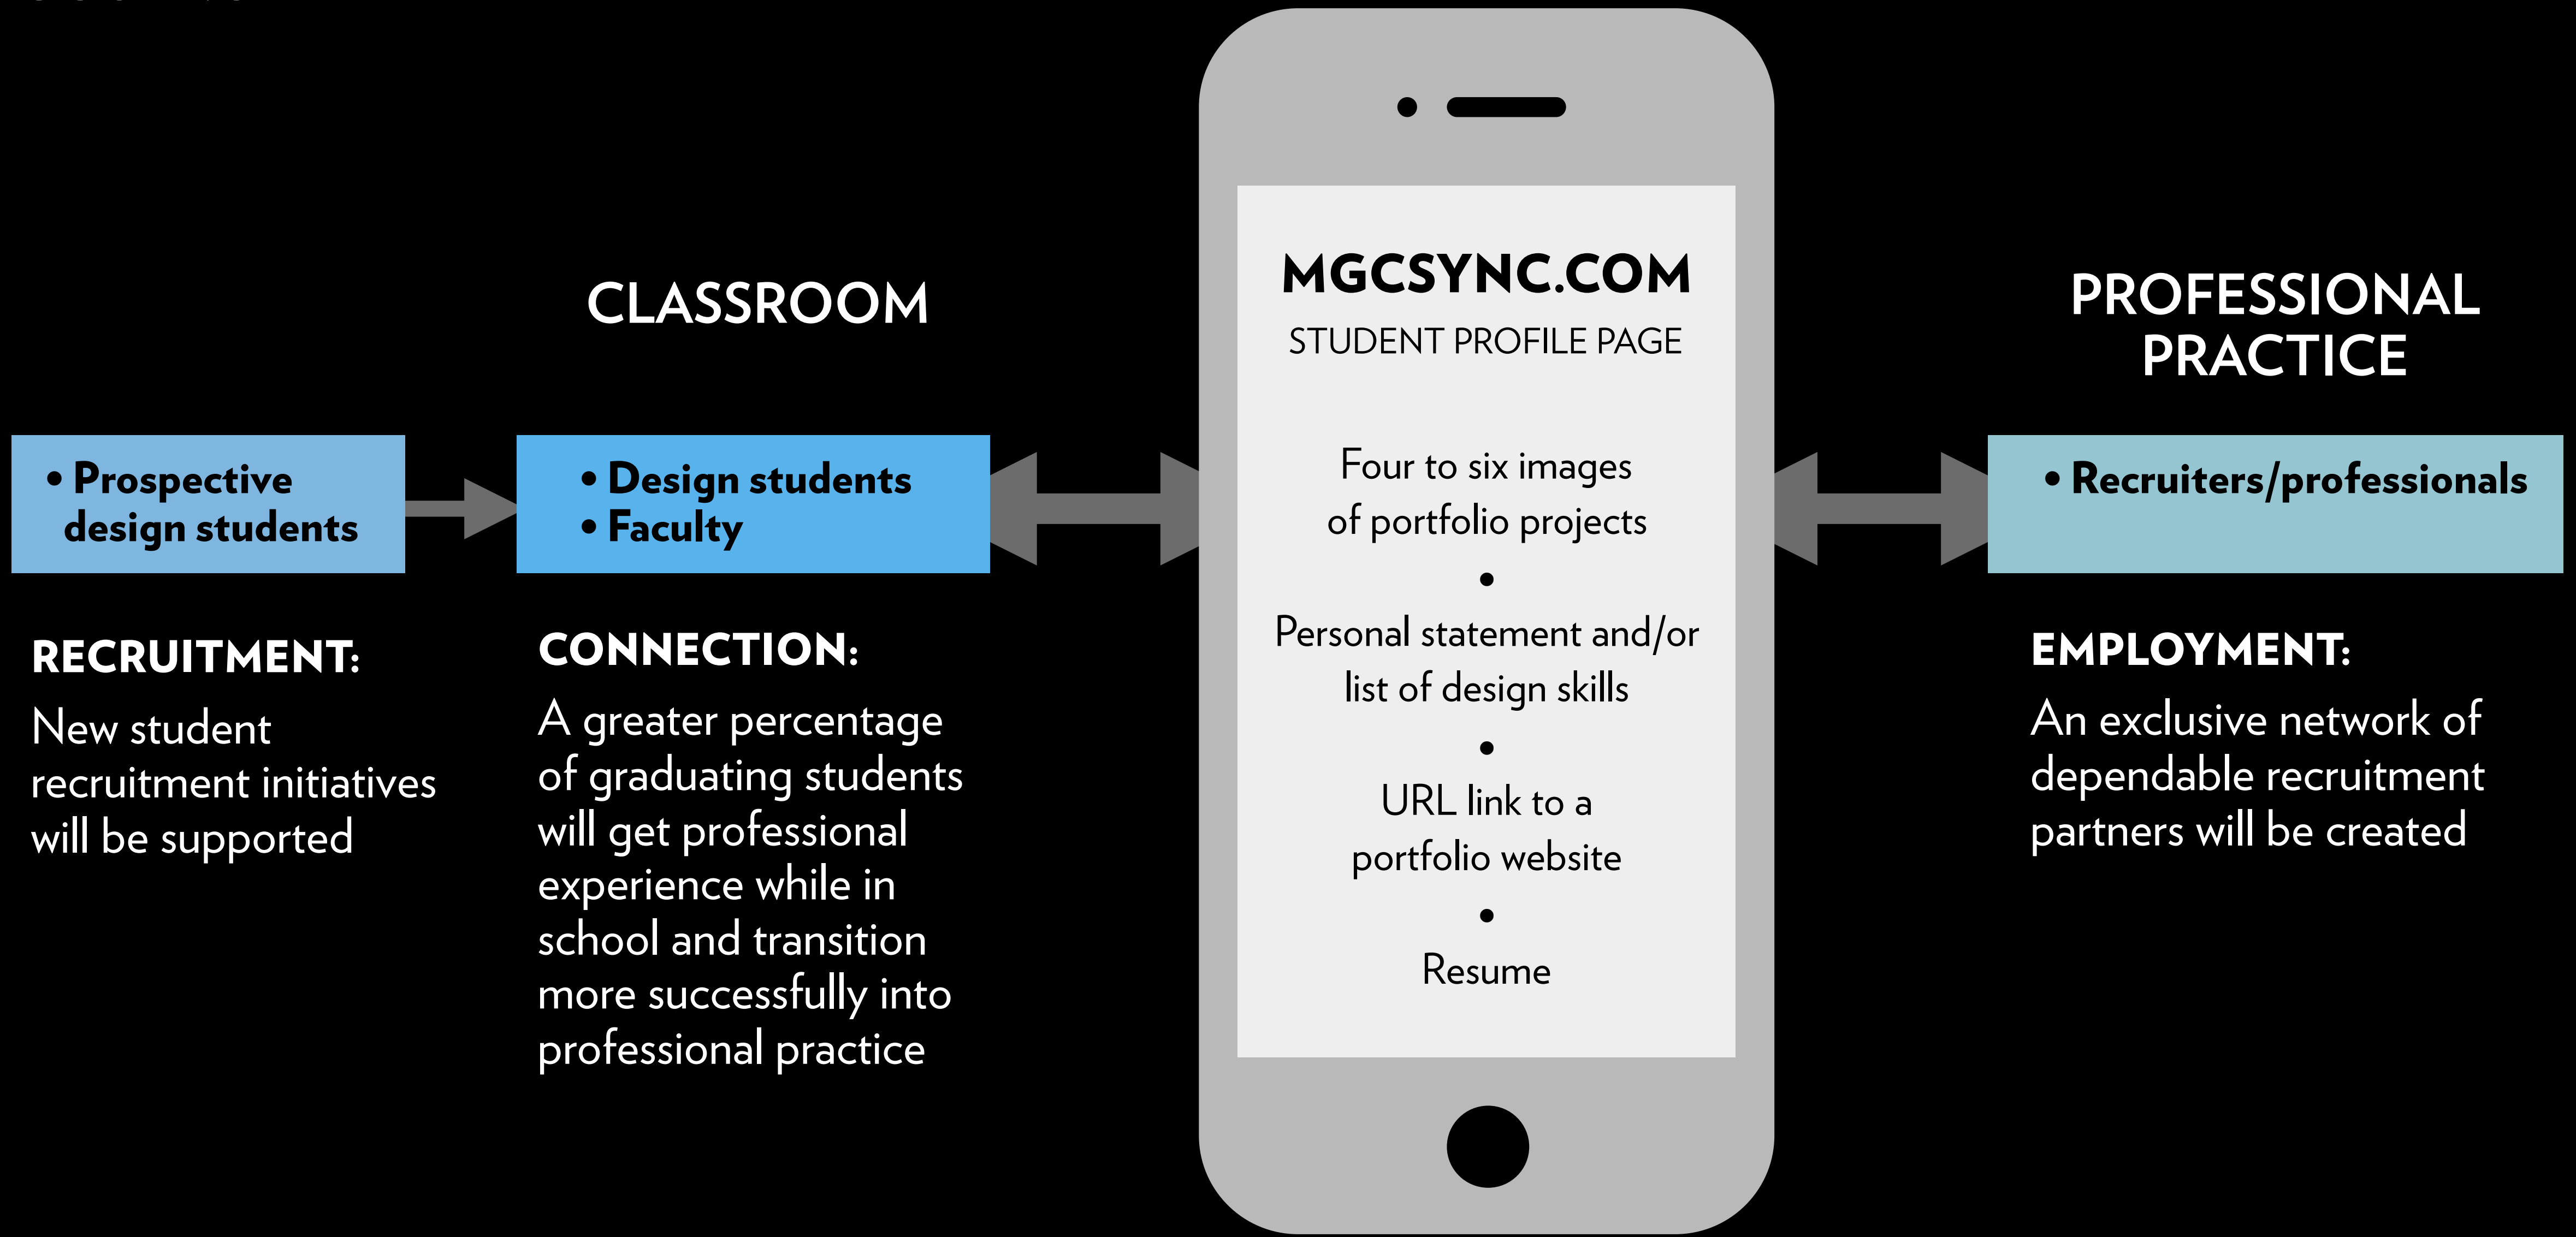 CLASSROOM
• Prospective
design students
RECRUITMENT:
New student
recruitment initiatives
will be supported
• Design students
• Faculty
CONNECTION:
A greater percentage
of graduating students
will get professional
experience while in
school and transition
more successfully into
professional practice
MGCSYNC.COM
STUDENT PROFILE PAGE
Four to six images
of portfolio projects
•
Personal statement and/or
list of design skills
•
URL link to a
portfolio website
•
Resume
PROFESSIONAL
PRACTICE
• Recruiters/professionals
EMPLOYMENT:
An exclusive network of
dependable recruitment
partners will be created